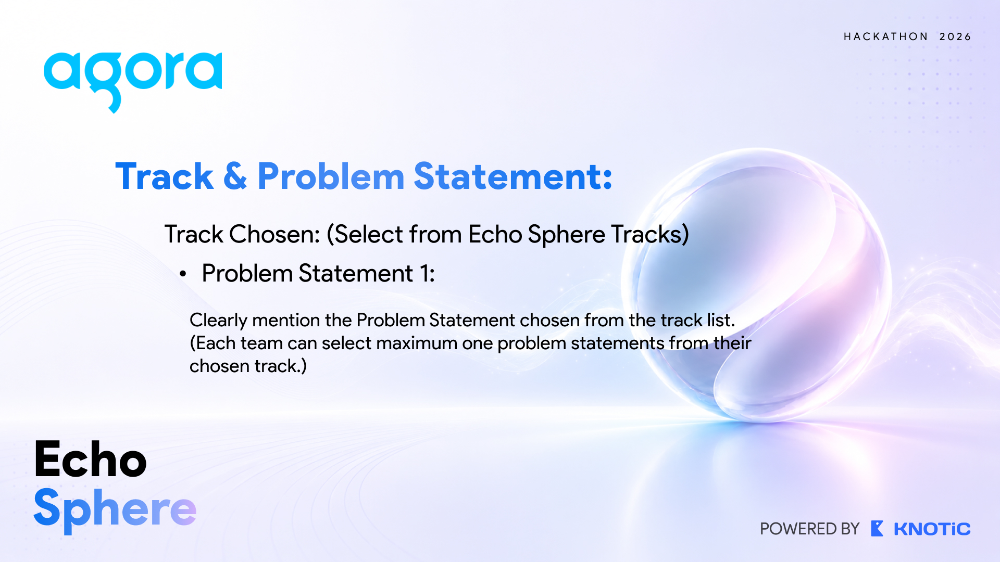 HACKATHON 2026
agora
Track & Problem Statement:
Track Chosen: (Select from Echo Sphere Tracks)
• Problem Statement 1:
Clearly mention the Problem Statement chosen from the track list.
(Each team can select maximum one problem statements from their
chosen track.)
Echo
Sphere
POWERED BY KNOTiC